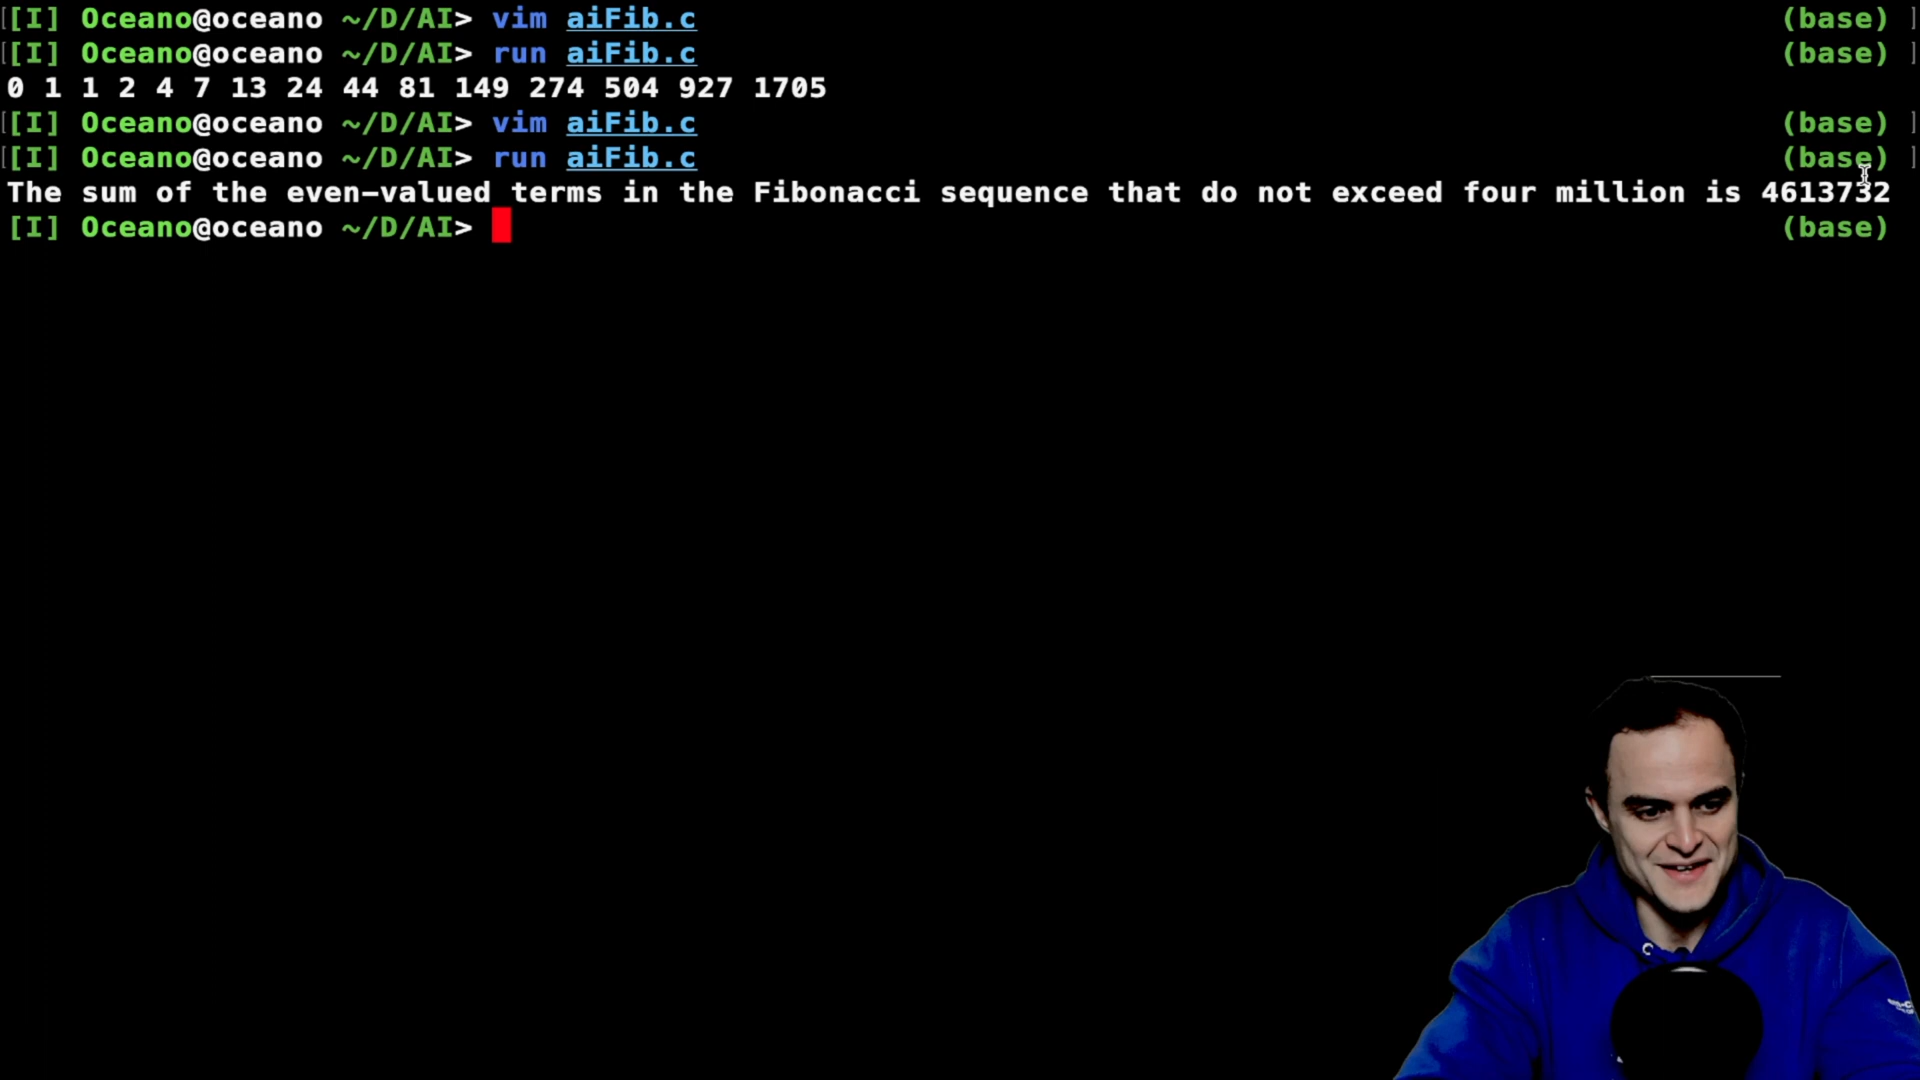 [I] Oceano@oceano ~/D/AI> vim aiFib.c (base)
[I] Oceano@oceano ~/D/AI> run aiFib.c (base)
0 1 1 2 4 7 13 24 44 81 149 274 504 927 1705
[I] Oceano@oceano ~/D/AI> vim aiFib.c (base)
[I] Oceano@oceano ~/D/AI> run aiFib.c (base)
The sum of the even-valued terms in the Fibonacci sequence that do not exceed four million is 4613732
[I] Oceano@oceano ~/D/AI> (base)